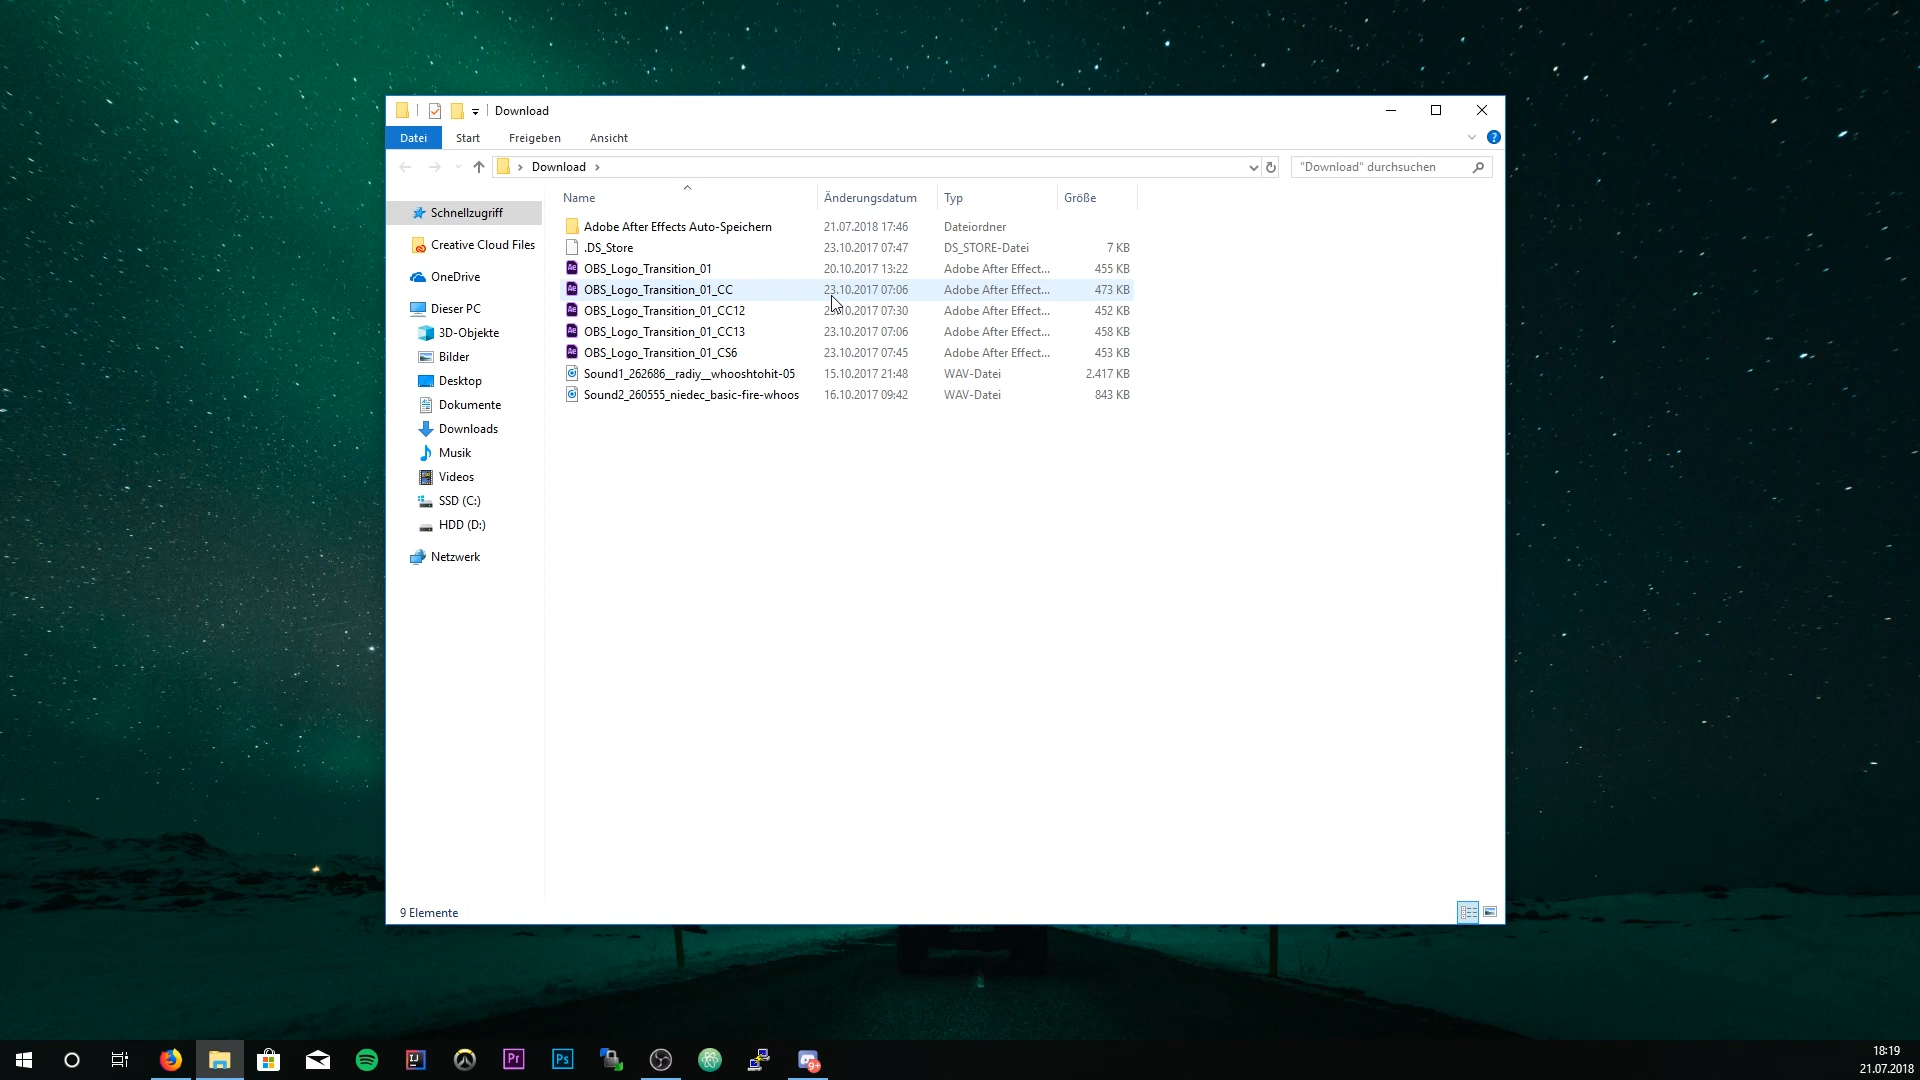 Download
Datei Start Freigeben Ansicht
Download "Download" durchsuchen
Name Änderungsdatum Typ Größe
Schnellzugriff
Creative Cloud Files
OneDrive
Dieser PC
3D-Objekte
Bilder
Desktop
Dokumente
Downloads
Musik
Videos
SSD (C:)
HDD (D:)
Netzwerk
Adobe After Effects Auto-Speichern 21.07.2018 17:46 Dateiordner
.DS_Store 23.10.2017 07:47 DS_STORE-Datei 7 KB
OBS_Logo_Transition_01 20.10.2017 13:22 Adobe After Effect... 455 KB
OBS_Logo_Transition_01_CC 23.10.2017 07:06 Adobe After Effect... 473 KB
OBS_Logo_Transition_01_CC12 07:30 Adobe After Effect... 452 KB
OBS_Logo_Transition_01_CC13 23.10.2017 07:06 Adobe After Effect... 458 KB
OBS_Logo_Transition_01_CS6 23.10.2017 07:45 Adobe After Effect... 453 KB
Sound1_262686__radiy__whooshtohit-05 15.10.2017 21:48 WAV-Datei 2.417 KB
Sound2_260555_niedec_basic-fire-whoos 16.10.2017 09:42 WAV-Datei 843 KB
9 Elemente
IJ Pr Ps 9+
18:19
21.07.2018